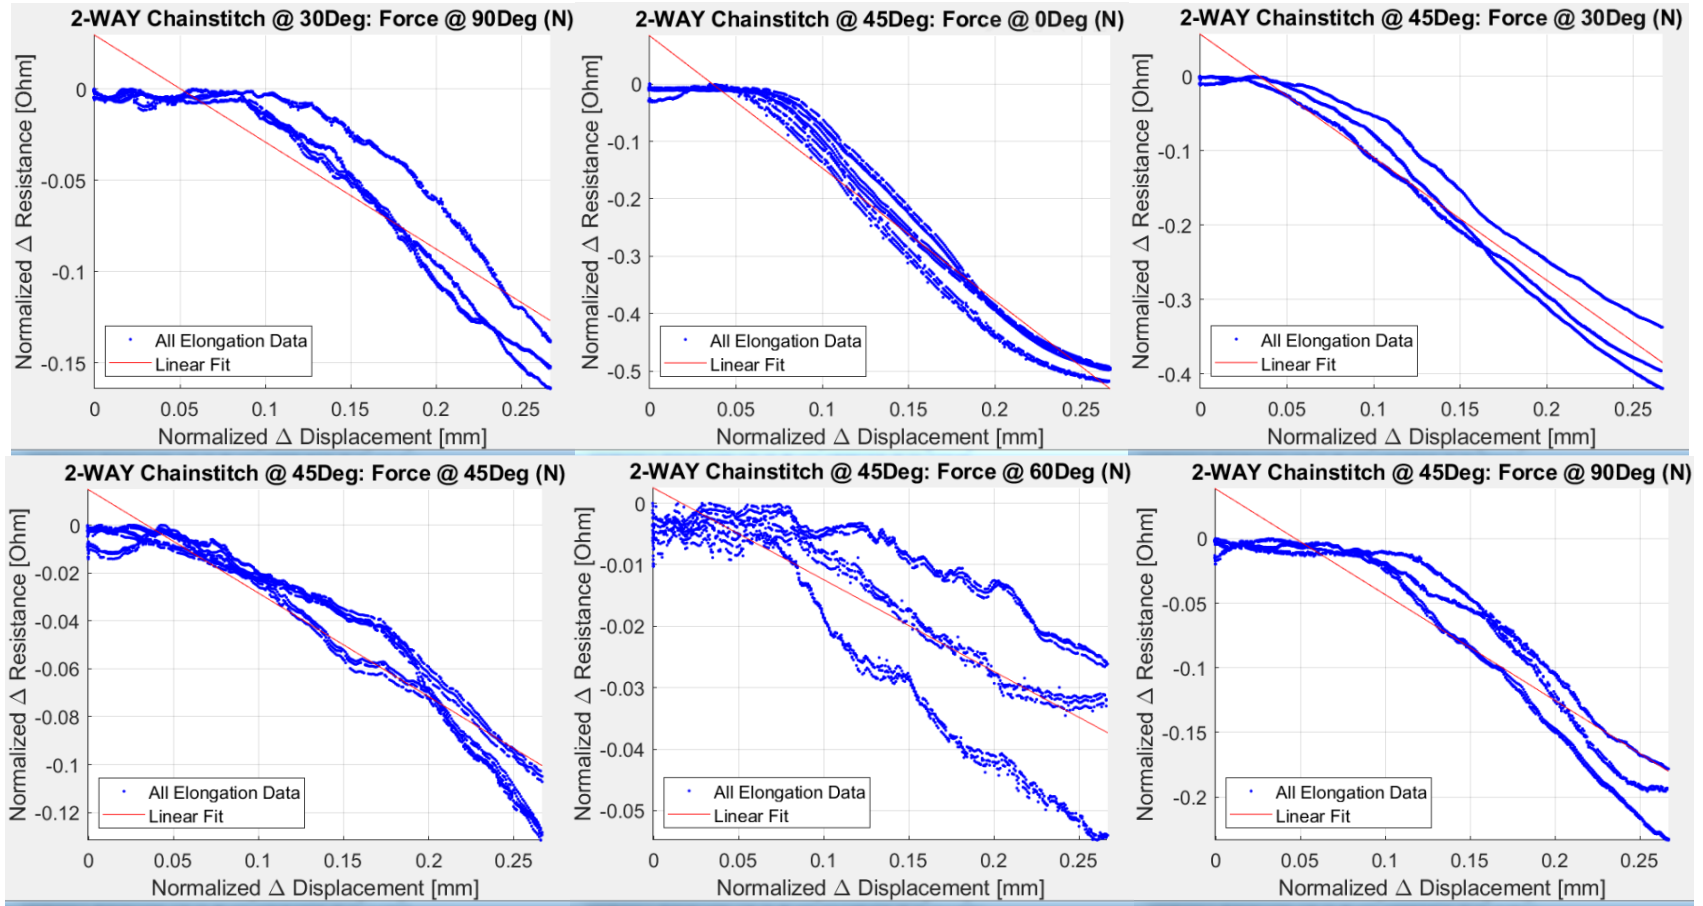 2-WAY Chainstitch @ 30Deg: Force @ 90Deg (N)
Normalized Δ Resistance [Ohm]
0
-0.05
-0.1
-0.15
All Elongation Data
Linear Fit
0 0.05 0.1 0.15 0.2 0.25
Normalized Δ Displacement [mm]
2-WAY Chainstitch @ 45Deg: Force @ 0Deg (N)
Normalized Δ Resistance [Ohm]
0
-0.1
-0.2
-0.3
-0.4
-0.5
All Elongation Data
Linear Fit
0 0.05 0.1 0.15 0.2 0.25
Normalized Δ Displacement [mm]
2-WAY Chainstitch @ 45Deg: Force @ 30Deg (N)
Normalized Δ Resistance [Ohm]
0
-0.1
-0.2
-0.3
-0.4
All Elongation Data
Linear Fit
0 0.05 0.1 0.15 0.2 0.25
Normalized Δ Displacement [mm]
2-WAY Chainstitch @ 45Deg: Force @ 45Deg (N)
Normalized Δ Resistance [Ohm]
0
-0.02
-0.04
-0.06
-0.08
-0.1
-0.12
All Elongation Data
Linear Fit
0 0.05 0.1 0.15 0.2 0.25
Normalized Δ Displacement [mm]
2-WAY Chainstitch @ 45Deg: Force @ 60Deg (N)
Normalized Δ Resistance [Ohm]
0
-0.01
-0.02
-0.03
-0.04
-0.05
All Elongation Data
Linear Fit
0 0.05 0.1 0.15 0.2 0.25
Normalized Δ Displacement [mm]
2-WAY Chainstitch @ 45Deg: Force @ 90Deg (N)
Normalized Δ Resistance [Ohm]
0
-0.05
-0.1
-0.15
-0.2
All Elongation Data
Linear Fit
0 0.05 0.1 0.15 0.2 0.25
Normalized Δ Displacement [mm]